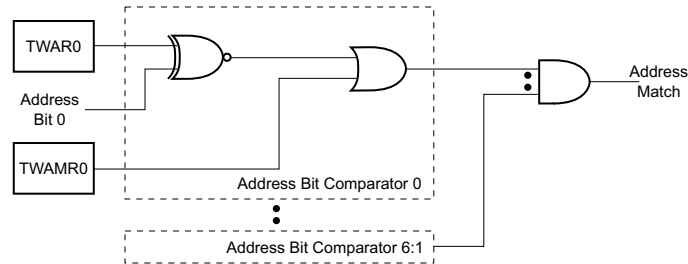 TWAR0
Address
Bit 0
TWAMR0
Address Bit Comparator 0
Address
Match
Address Bit Comparator 6:1